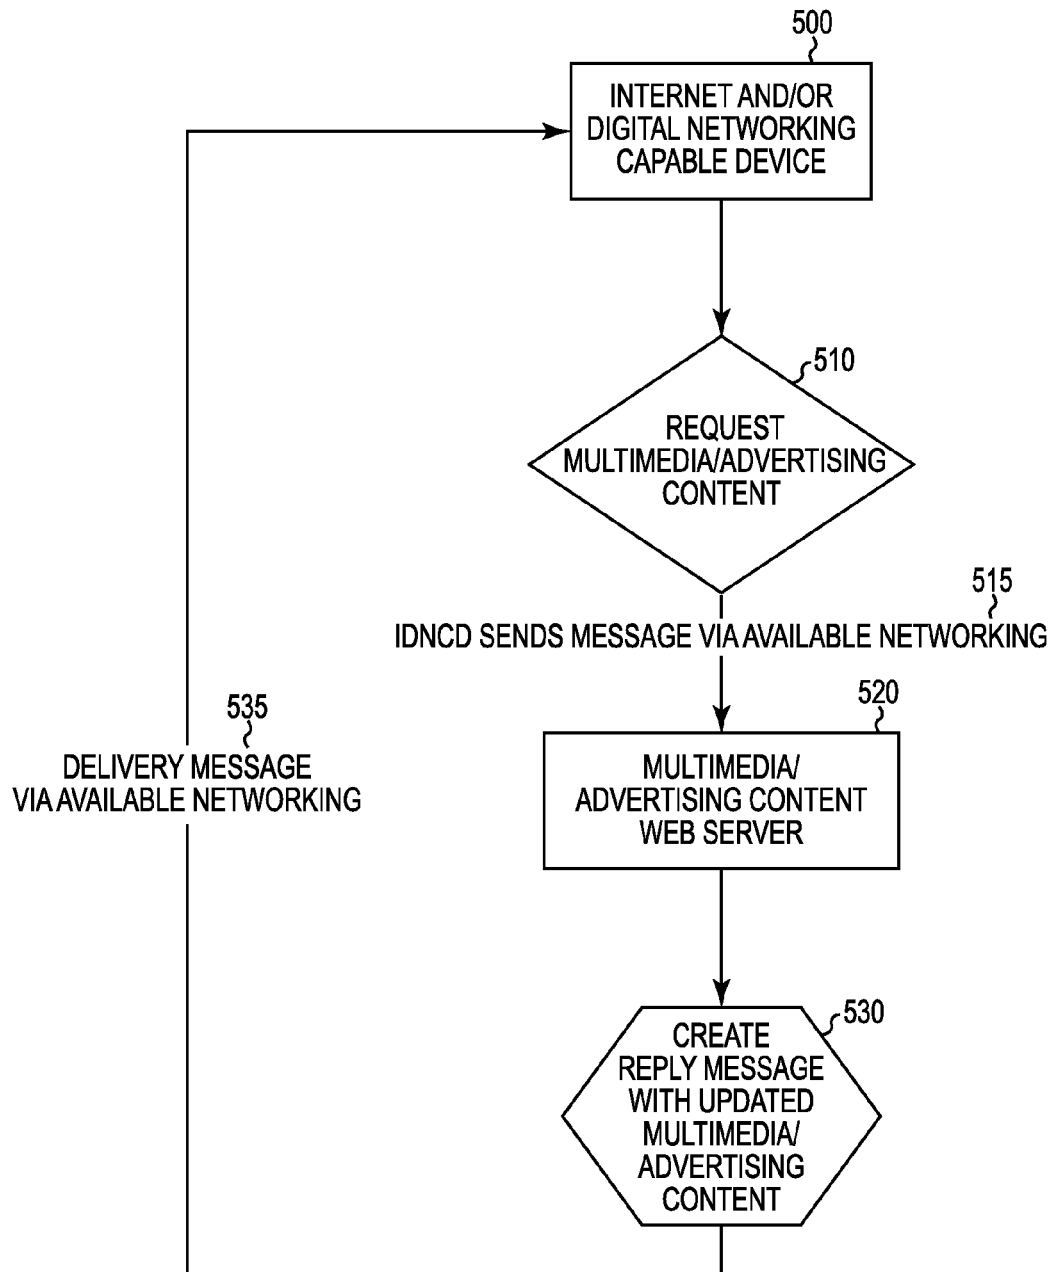 500
INTERNET AND/OR
DIGITAL NETWORKING
CAPABLE DEVICE
510
REQUEST
MULTIMEDIA/ADVERTISING
CONTENT
515
IDNCD SENDS MESSAGE VIA AVAILABLE NETWORKING
520
MULTIMEDIA/
ADVERTISING CONTENT
WEB SERVER
535
DELIVERY MESSAGE
VIA AVAILABLE NETWORKING
530
CREATE
REPLY MESSAGE
WITH UPDATED
MULTIMEDIA/
ADVERTISING
CONTENT